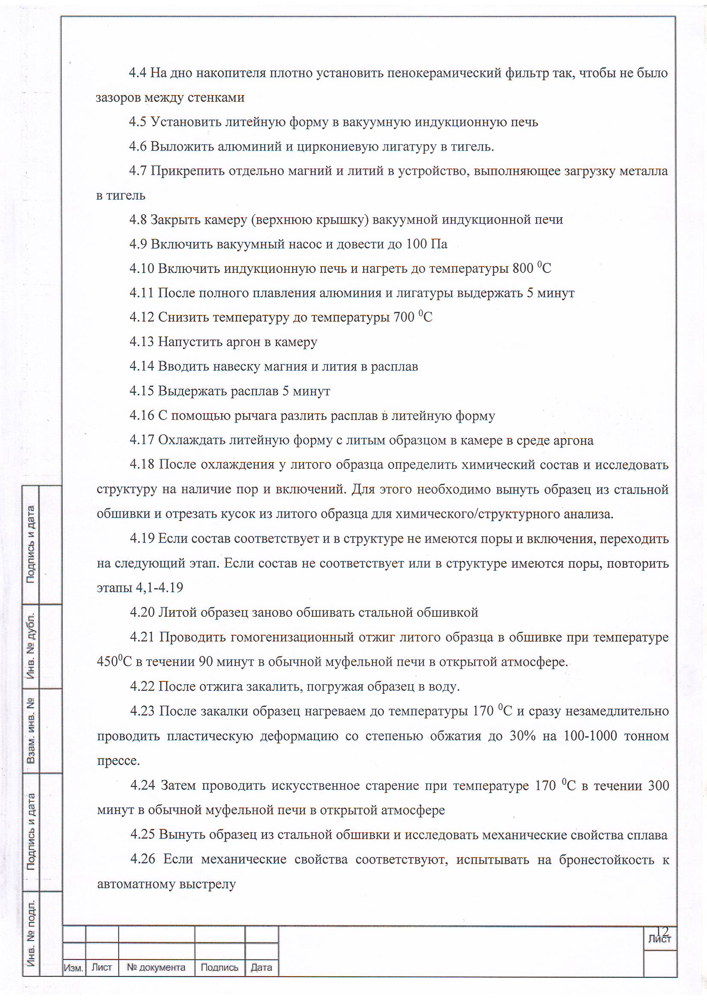 4.4 На дно накопителя плотно установить пенокерамический фильтр так, чтобы не было
зазоров между стенками
4.5 Установить литейную форму в вакуумную индукционную печь
4.6 Выложить алюминий и циркониевую лигатуру в тигель.
4.7 Прикрепить отдельно магний и литий в устройство, выполняющее загрузку металла
в тигель
4.8 Закрыть камеру (верхнюю крышку) вакуумной индукционной печи
4.9 Включить вакуумный насос и довести до 100 Па
4.10 Включить индукционную печь и нагреть до температуры 800 ⁰С
4.11 После полного плавления алюминия и лигатуры выдержать 5 минут
4.12 Снизить температуру до температуры 700 ⁰С
4.13 Напустить аргон в камеру
4.14 Вводить навеску магния и лития в расплав
4.15 Выдержать расплав 5 минут
4.16 С помощью рычага разлить расплав в литейную форму
4.17 Охлаждать литейную форму с литым образцом в камере в среде аргона
4.18 После охлаждения у литого образца определить химический состав и исследовать
структуру на наличие пор и включений. Для этого необходимо вынуть образец из стальной
обшивки и отрезать кусок из литого образца для химического/структурного анализа.
4.19 Если состав соответствует и в структуре не имеются поры и включения, переходить
на следующий этап. Если состав не соответствует или в структуре имеются поры, повторить
этапы 4,1-4.19
4.20 Литой образец заново обшивать стальной обшивкой
4.21 Проводить гомогенизационный отжиг литого образца в обшивке при температуре
450⁰С в течении 90 минут в обычной муфельной печи в открытой атмосфере.
4.22 После отжига закалить, погружая образец в воду.
4.23 После закалки образец нагреваем до температуры 170 ⁰С и сразу незамедлительно
проводить пластическую деформацию со степенью обжатия до 30% на 100-1000 тонном
прессе.
4.24 Затем проводить искусственное старение при температуре 170 ⁰С в течении 300
минут в обычной муфельной печи в открытой атмосфере
4.25 Вынуть образец из стальной обшивки и исследовать механические свойства сплава
4.26 Если механические свойства соответствуют, испытывать на бронестойкость к
автоматному выстрелу
Подпись и дата
Инв. № дубл.
Взам. инв. №
Подпись и дата
Инв. № подл.
Изм. Лист № документа Подпись Дата
12
Лист